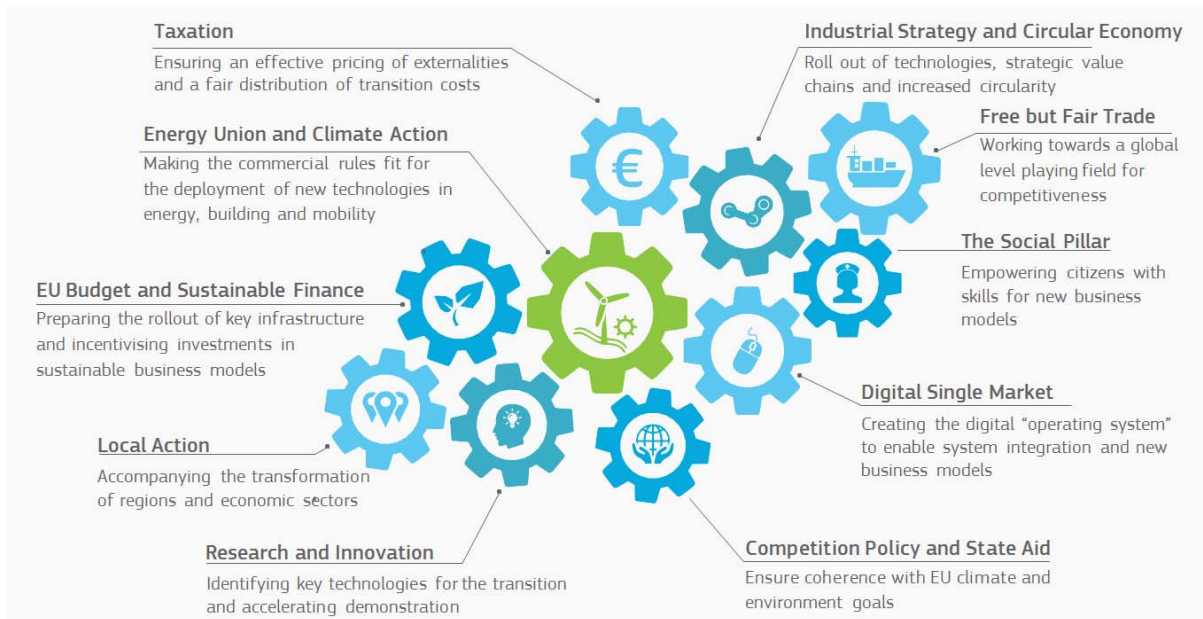 Taxation
Ensuring an effective pricing of externalities
and a fair distribution of transition costs
Industrial Strategy and Circular Economy
Roll out of technologies, strategic value
chains and increased circularity
Free but Fair Trade
Working towards a global
level playing field for
competitiveness
Energy Union and Climate Action
Making the commercial rules fit for
the deployment of new technologies in
energy, building and mobility
€
The Social Pillar
Empowering citizens with
skills for new business
models
EU Budget and Sustainable Finance
Preparing the rollout of key infrastructure
and incentivising investments in
sustainable business models
Digital Single Market
Creating the digital “operating system”
to enable system integration and new
business models
Local Action
Accompanying the transformation
of regions and economic sectors
Research and Innovation
Identifying key technologies for the transition
and accelerating demonstration
Competition Policy and State Aid
Ensure coherence with EU climate and
environment goals